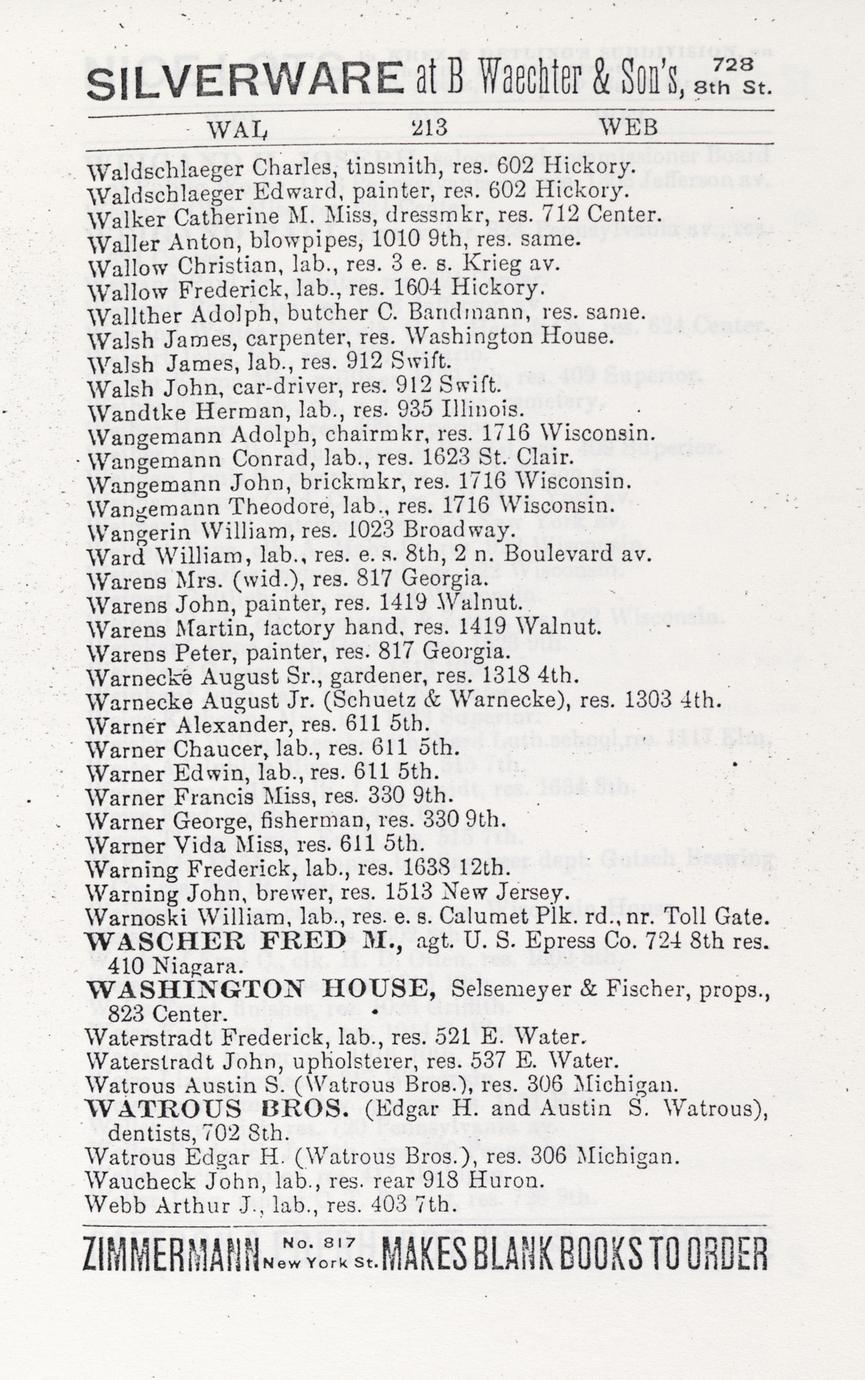 SILVERWARE at B Waechter & Son's, 728 8th St.
WAL 213 WEB
Waldschlaeger Charles, tinsmith, res. 602 Hickory.
Waldschlaeger Edward, painter, res. 602 Hickory.
Walker Catherine M. Miss, dressmkr, res. 712 Center.
Waller Anton, blowpipes, 1010 9th, res. same.
Wallow Christian, lab., res. 3 e. s. Krieg av.
Wallow Frederick, lab., res. 1604 Hickory.
Wallther Adolph, butcher C. Bandmann, res. same.
Walsh James, carpenter, res. Washington House.
Walsh James, lab., res. 912 Swift.
Walsh John, car-driver, res. 912 Swift.
Wandtke Herman, lab., res. 935 Illinois.
Wangemann Adolph, chairmkr, res. 1716 Wisconsin.
Wangemann Conrad, lab., res. 1623 St. Clair.
Wangemann John, brickmkr, res. 1716 Wisconsin.
Wangemann Theodore, lab., res. 1716 Wisconsin.
Wangerin William, res. 1023 Broadway.
Ward William, lab., res. e. s. 8th, 2 n. Boulevard av.
Warens Mrs. (wid.), res. 817 Georgia.
Warens John, painter, res. 1419 Walnut.
Warens Martin, factory hand, res. 1419 Walnut.
Warens Peter, painter, res. 817 Georgia.
Warnecke August Sr., gardener, res. 1318 4th.
Warnecke August Jr. (Schuetz & Warnecke), res. 1303 4th.
Warner Alexander, res. 611 5th.
Warner Chaucer, lab., res. 611 5th.
Warner Edwin, lab., res. 611 5th.
Warner Francis Miss, res. 330 9th.
Warner George, fisherman, res. 330 9th.
Warner Vida Miss, res. 611 5th.
Warning Frederick, lab., res. 1638 12th.
Warning John, brewer, res. 1513 New Jersey.
Warnoski William, lab., res. e. s. Calumet Plk. rd., nr. Toll Gate.
WASCHER FRED M., agt. U. S. Epress Co. 724 8th res.
410 Niagara.
WASHINGTON HOUSE, Selsemeyer & Fischer, props.,
823 Center.
Waterstradt Frederick, lab., res. 521 E. Water.
Waterstradt John, upholsterer, res. 537 E. Water.
Watrous Austin S. (Watrous Bros.), res. 306 Michigan.
WATROUS BROS. (Edgar H. and Austin S. Watrous),
dentists, 702 8th.
Watrous Edgar H. (Watrous Bros.), res. 306 Michigan.
Waucheck John, lab., res. rear 918 Huron.
Webb Arthur J., lab., res. 403 7th.
ZIMMERMANN No. 817 New York St. MAKES BLANK BOOKS TO ORDER